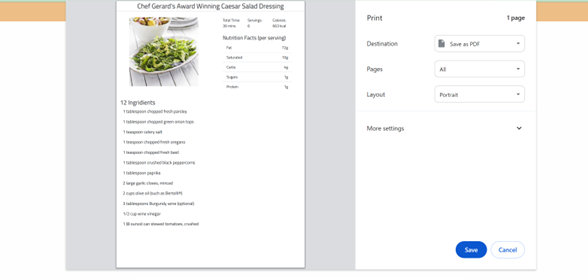 Chef Gerard's Award Winning Caesar Salad Dressing
Total Time Servings Calories
30 mins 6 803 kcal
Nutrition Facts (per serving)
Fat
Saturated
Carbs
Sugars
Protein
12 Ingridients
1 tablespoon chopped fresh parsley
1 tablespoon chopped green onion tops
1 teaspoon celery salt
1 teaspoon chopped fresh oregano
1 teaspoon chopped fresh basil
1 tablespoon crushed black peppercorns
1 tablespoon paprika
2 large garlic cloves, minced
2 cups olive oil (such as Bertolli®)
3 tablespoons Burgundy wine (optional)
1/2 cup wine vinegar
1 (8 ounce) can stewed tomatoes, crushed
Print 1 page
Destination Save as PDF
Pages All
Layout Portrait
More settings
Save Cancel